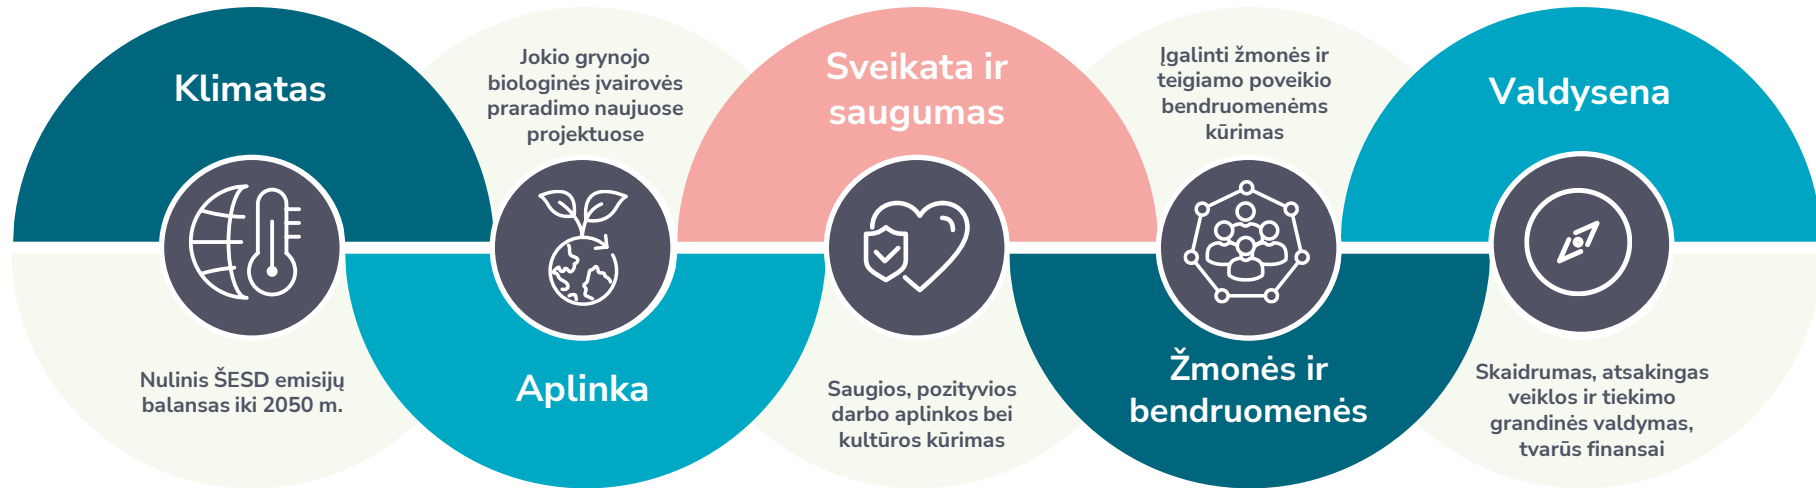 Klimatas
Nulinis ŠESD emisijų
balansas iki 2050 m.
Jokio grynojo
biologinės įvairovės
praradimo naujuose
projektuose
Aplinka
Sveikata ir
saugumas
Saugios, pozityvios
darbo aplinkos bei
kultūros kūrimas
Įgalinti žmonės ir
teigiamo poveikio
bendruomenėms
kūrimas
Žmonės ir
bendruomenės
Valdysena
Skaidrumas, atsakingas
veiklos ir tiekimo
grandinės valdymas,
tvarūs finansai